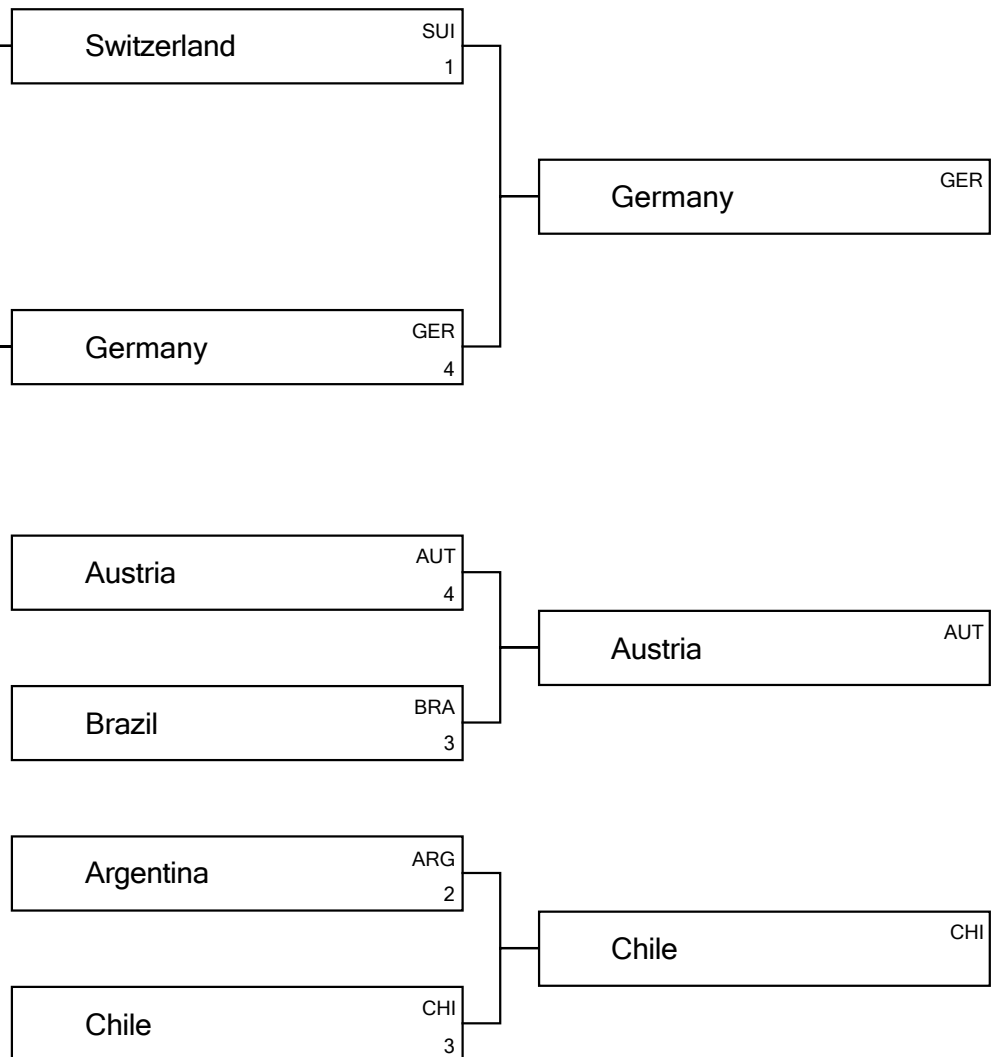 Switzerland SUI
1
Germany GER
Germany GER
4
Austria AUT
4
Austria AUT
Brazil BRA
3
Argentina ARG
2
Chile CHI
Chile CHI
3